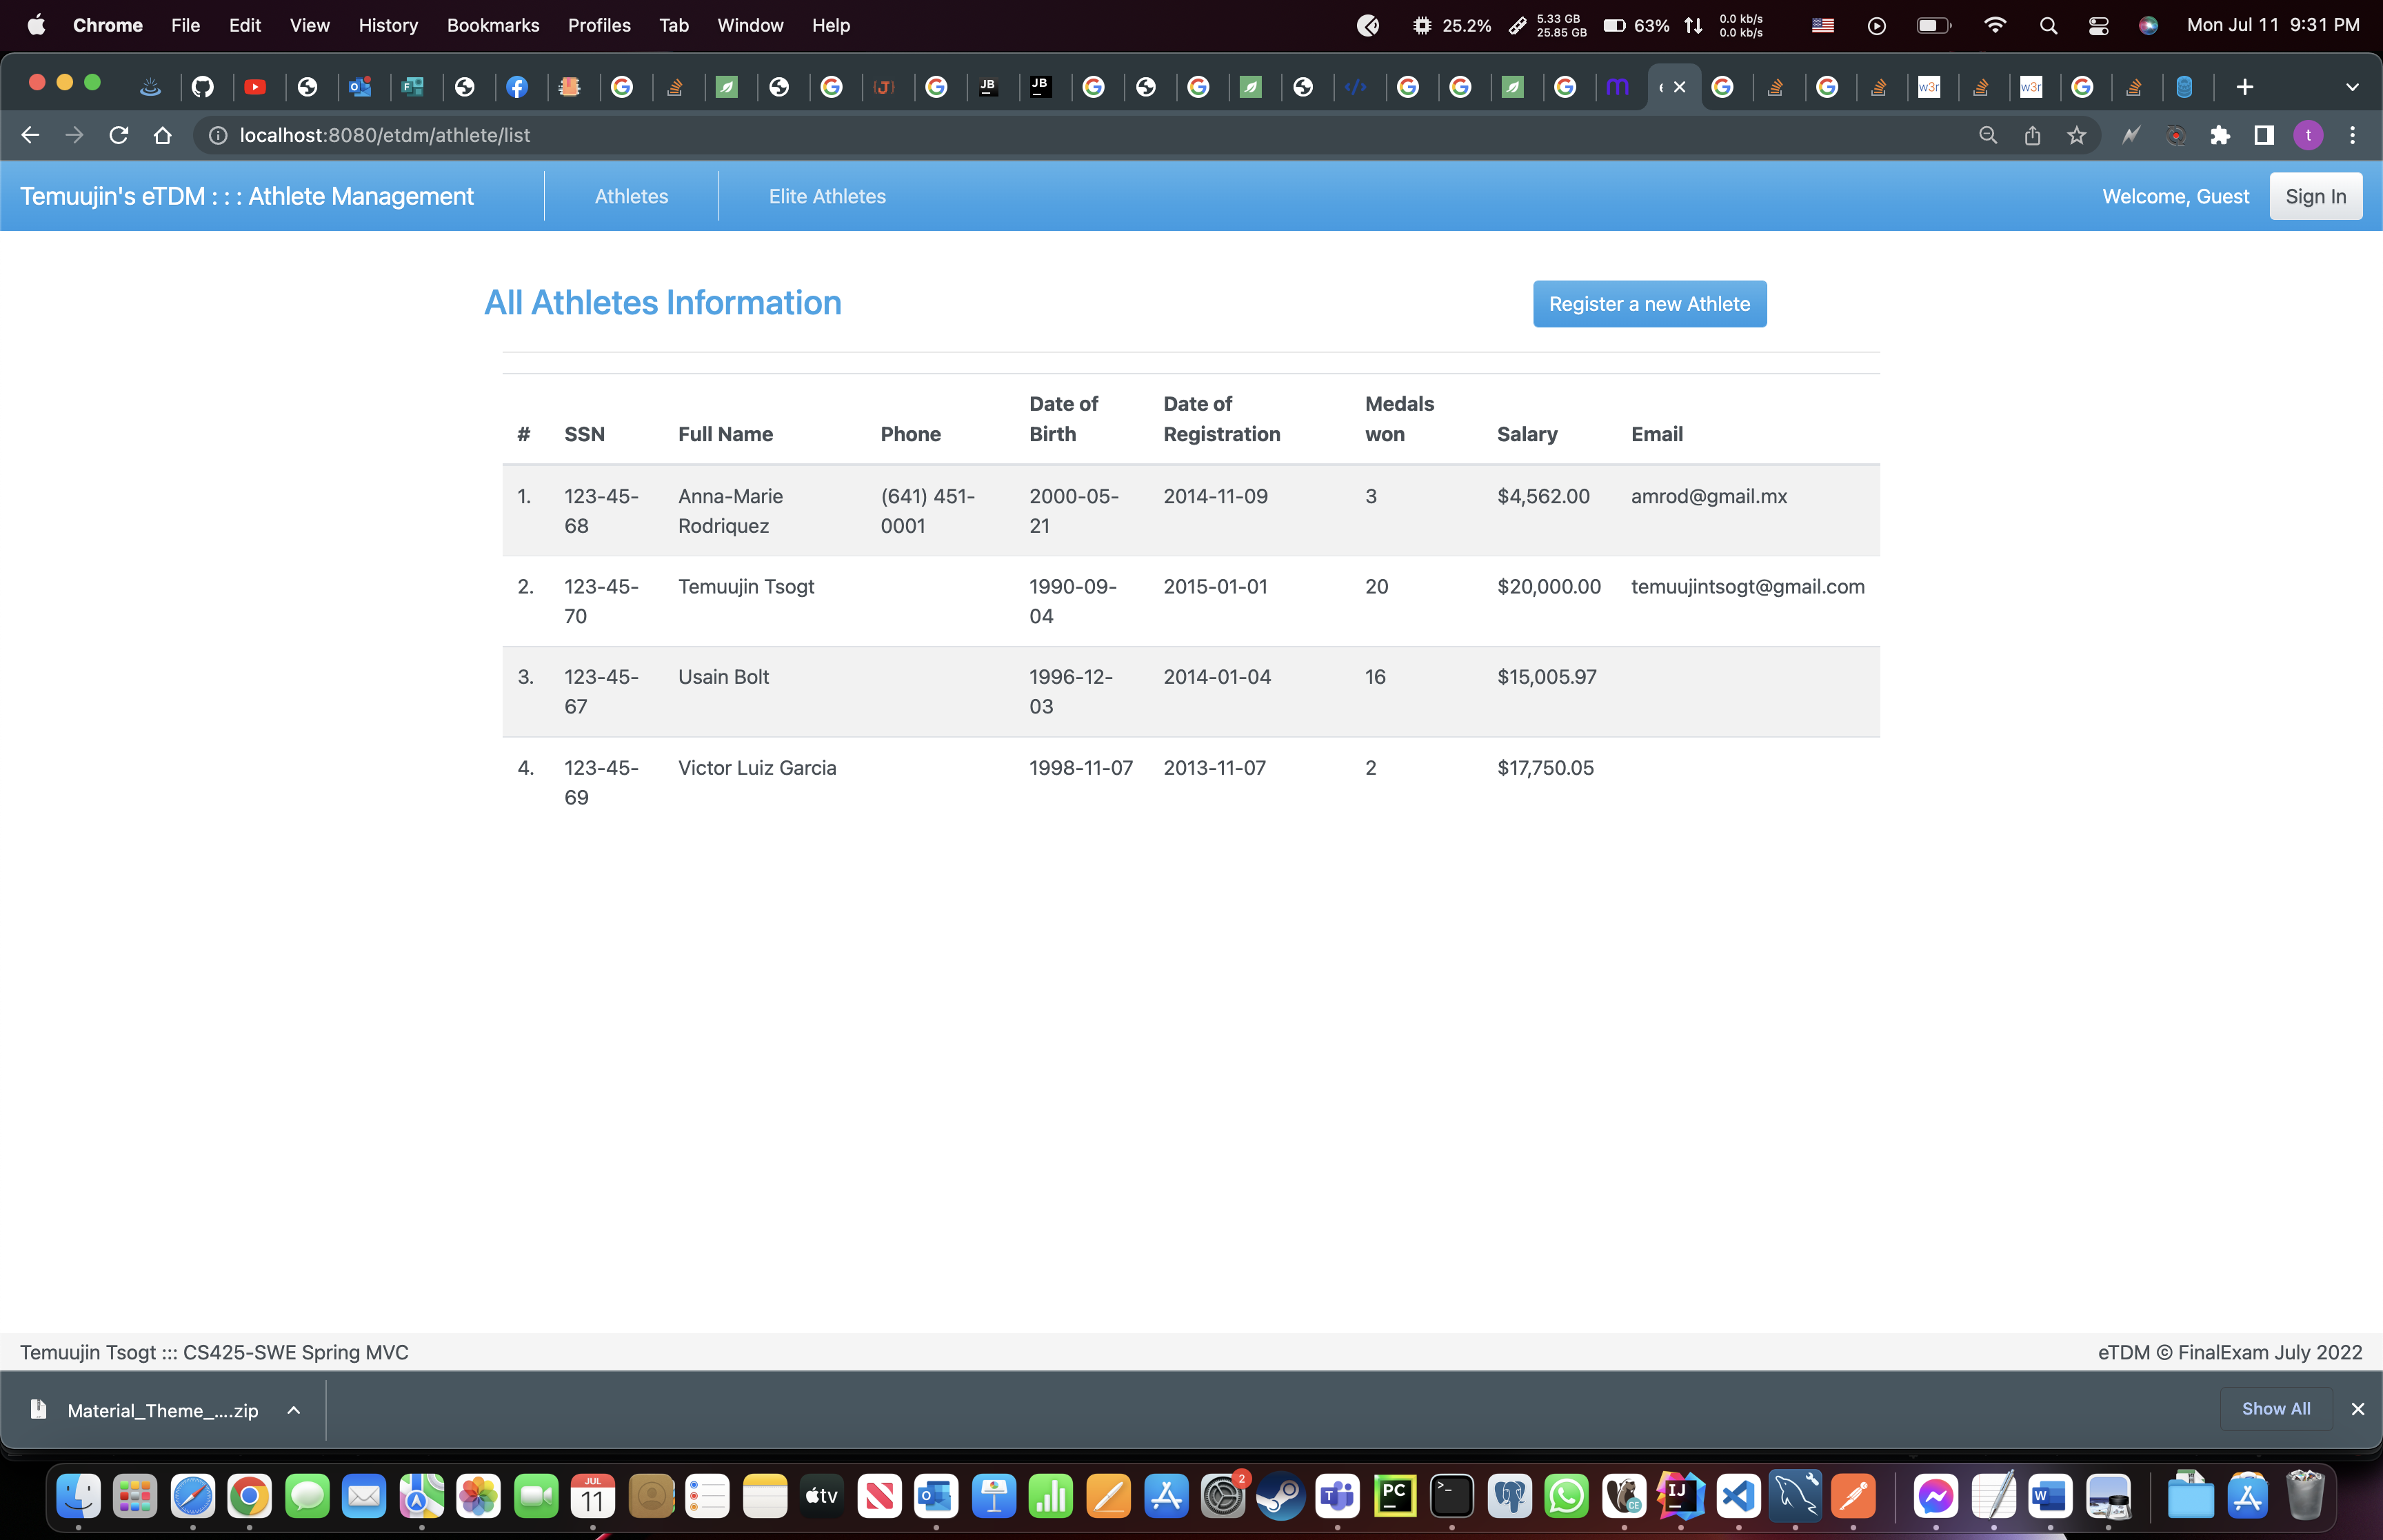 Chrome File Edit View History Bookmarks Profiles Tab Window Help 25.2% 5.33 GB 25.85 GB 63% 0.0 kb/s 0.0 kb/s Mon Jul 11 9:31 PM
localhost:8080/etdm/athlete/list t
Temuujin's eTDM : : : Athlete Management Athletes Elite Athletes Welcome, Guest Sign In
All Athletes Information Register a new Athlete
Date of Date of Medals
# SSN Full Name Phone Birth Registration won Salary Email
1. 123-45- Anna-Marie (641) 451- 2000-05- 2014-11-09 3 $4,562.00 amrod@gmail.mx
68 Rodriquez 0001 21
2. 123-45- Temuujin Tsogt 1990-09- 2015-01-01 20 $20,000.00 temuujintsogt@gmail.com
70 04
3. 123-45- Usain Bolt 1996-12- 2014-01-04 16 $15,005.97
67 03
4. 123-45- Victor Luiz Garcia 1998-11-07 2013-11-07 2 $17,750.05
69
Temuujin Tsogt ::: CS425-SWE Spring MVC eTDM © FinalExam July 2022
Material_Theme_....zip Show All
JUL 11 tv 2 PC IJ W